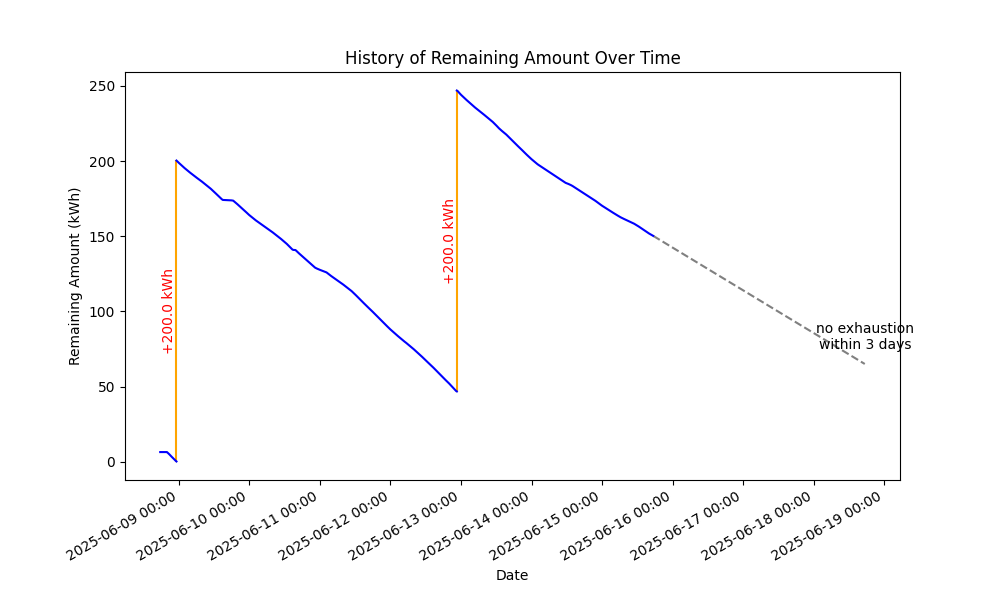 History of Remaining Amount Over Time
Remaining Amount (kWh)
250
200
150
100
50
0
+200.0 kWh
+200.0 kWh
no exhaustion
within 3 days
2025-06-09 00:00
2025-06-10 00:00
2025-06-11 00:00
2025-06-12 00:00
2025-06-13 00:00
2025-06-14 00:00
2025-06-15 00:00
2025-06-16 00:00
2025-06-17 00:00
2025-06-18 00:00
2025-06-19 00:00
Date